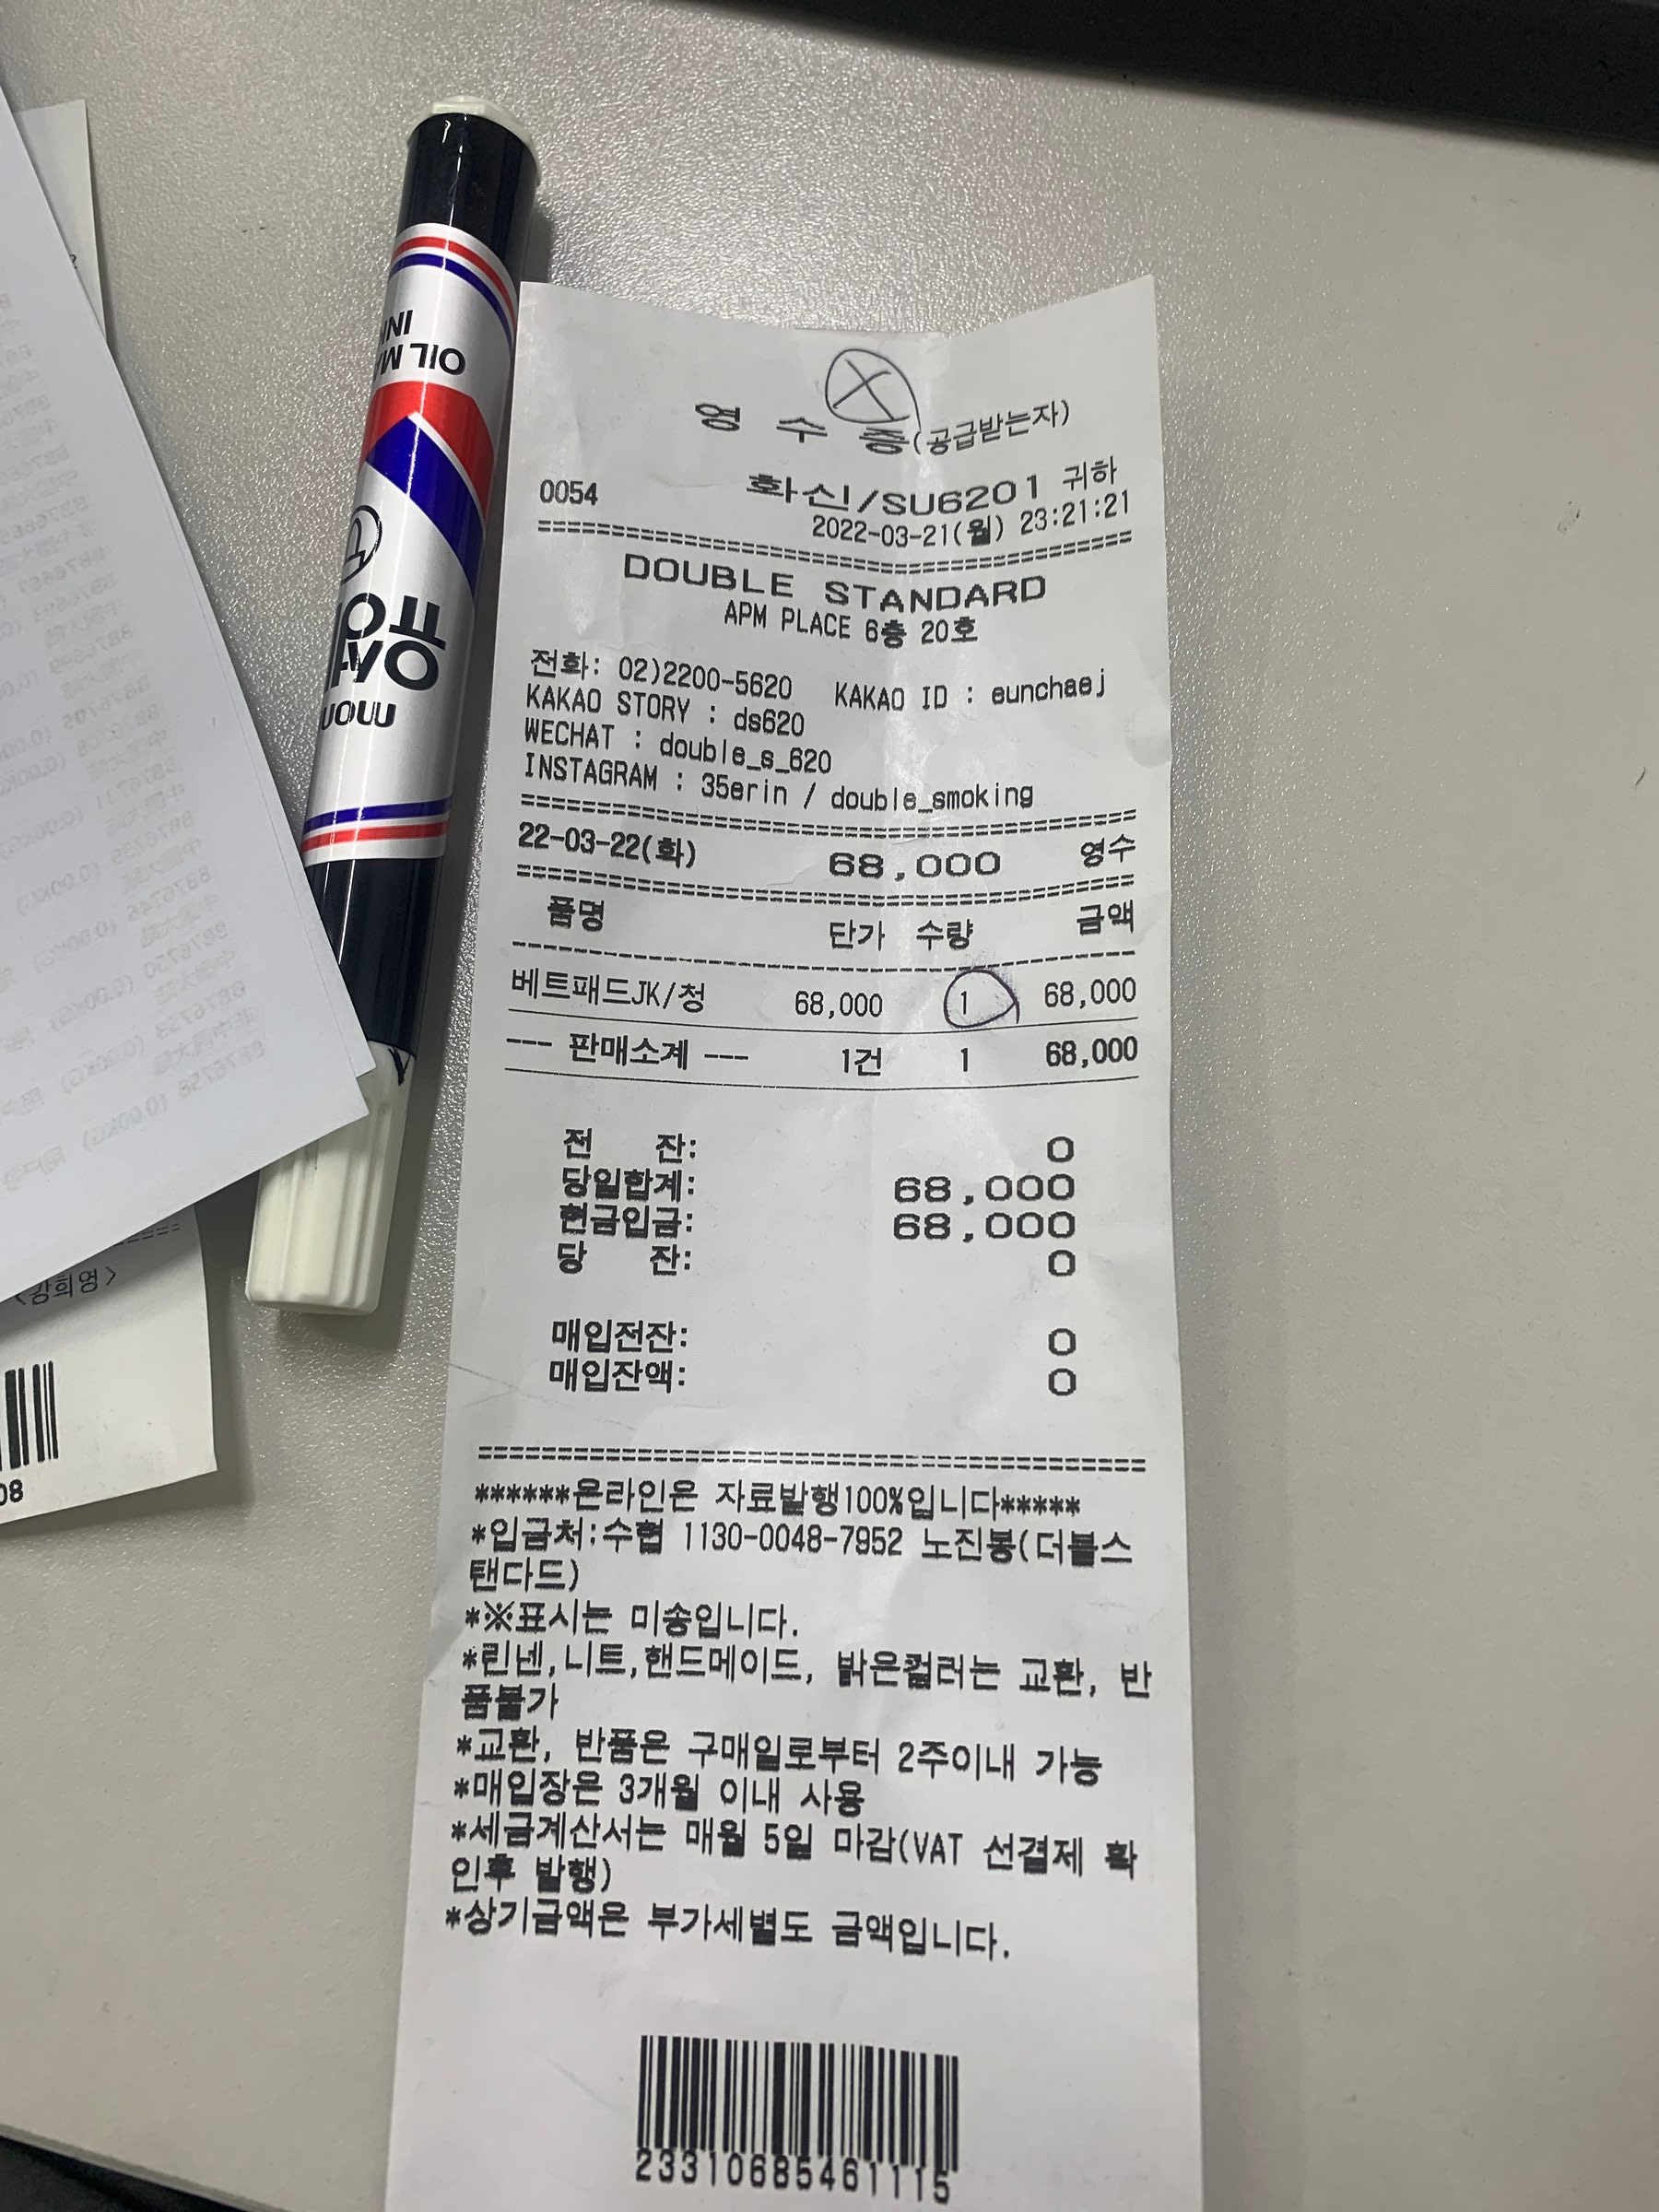 영 수 증(공급받는자)
0054 화신/SU6201 귀하
2022-03-21(월) 23:21:21
DOUBLE STANDARD
APM PLACE 6층 20호
전화: 02)2200-5620 KAKAO ID : eunchaej
KAKAO STORY : ds620
WECHAT : double_s_620
INSTAGRAM : 35erin / double_smoking
22-03-22(화) 68,000 영수
품명 단가 수량 금액
베트패드JK/청 68,000 1 68,000
--- 판매소계 --- 1건 1 68,000
전 잔: 0
당일합계: 68,000
현금입금: 68,000
당 잔: 0
매입전잔: 0
매입잔액: 0
******온라인은 자료발행100%입니다*****
*입금처:수협 1130-0048-7952 노진봉(더블스
탠다드)
*※표시는 미송입니다.
*린넨,니트,핸드메이드, 밝은컬러는 교환, 반
품불가
*교환, 반품은 구매일로부터 2주이내 가능
*매입장은 3개월 이내 사용
*세금계산서는 매월 5일 마감(VAT 선결제 확
인후 발행)
*상기금액은 부가세별도 금액입니다.
23310685461115
OIL
<강희영>
08